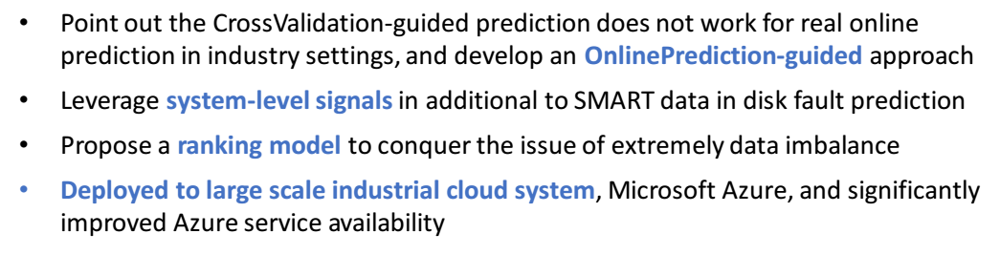 • Point out the CrossValidation-guided prediction does not work for real online
prediction in industry settings, and develop an OnlinePrediction-guided approach
• Leverage system-level signals in additional to SMART data in disk fault prediction
• Propose a ranking model to conquer the issue of extremely data imbalance
• Deployed to large scale industrial cloud system, Microsoft Azure, and significantly
improved Azure service availability